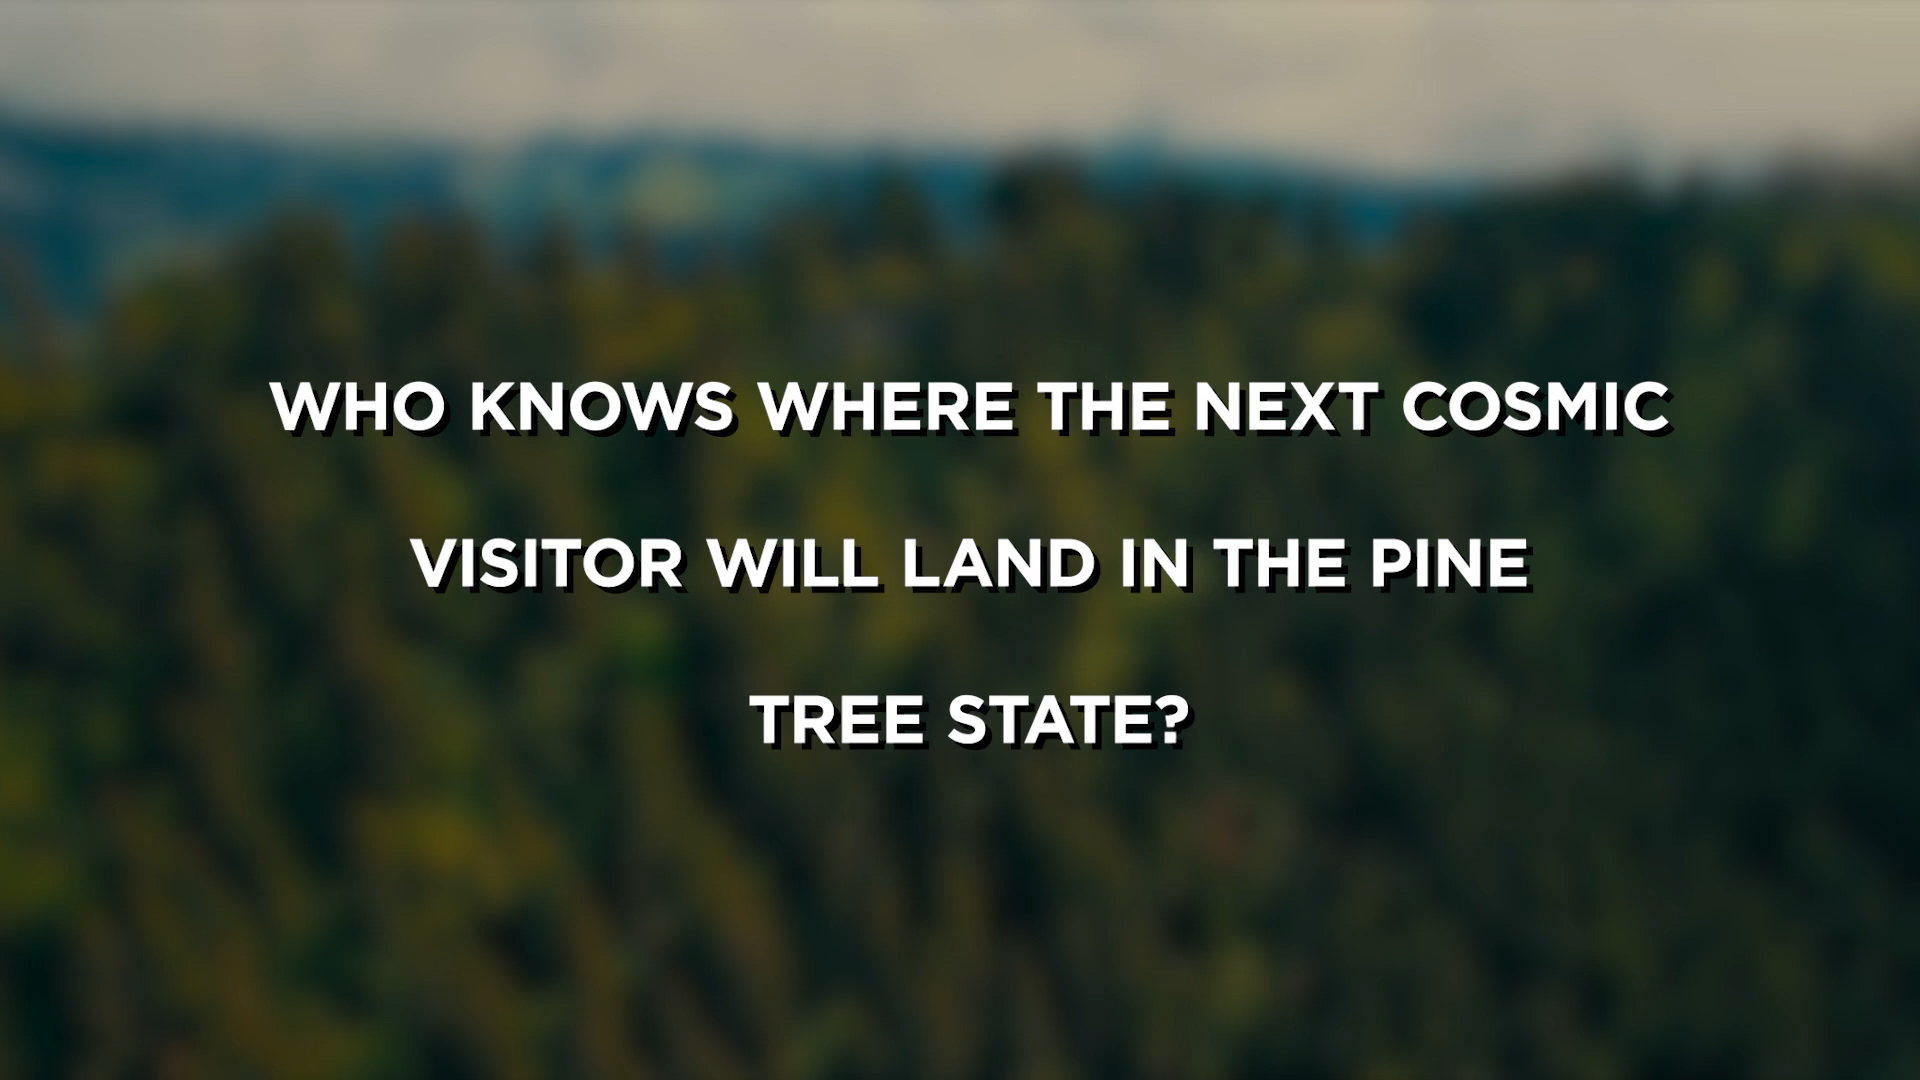 WHO KNOWS WHERE THE NEXT COSMIC
VISITOR WILL LAND IN THE PINE
TREE STATE?